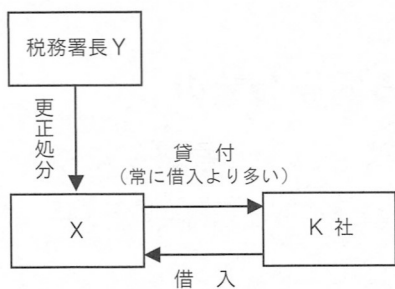 税務署長Y
更正処分
貸 付
(常に借入より多い)
X
K 社
借 入